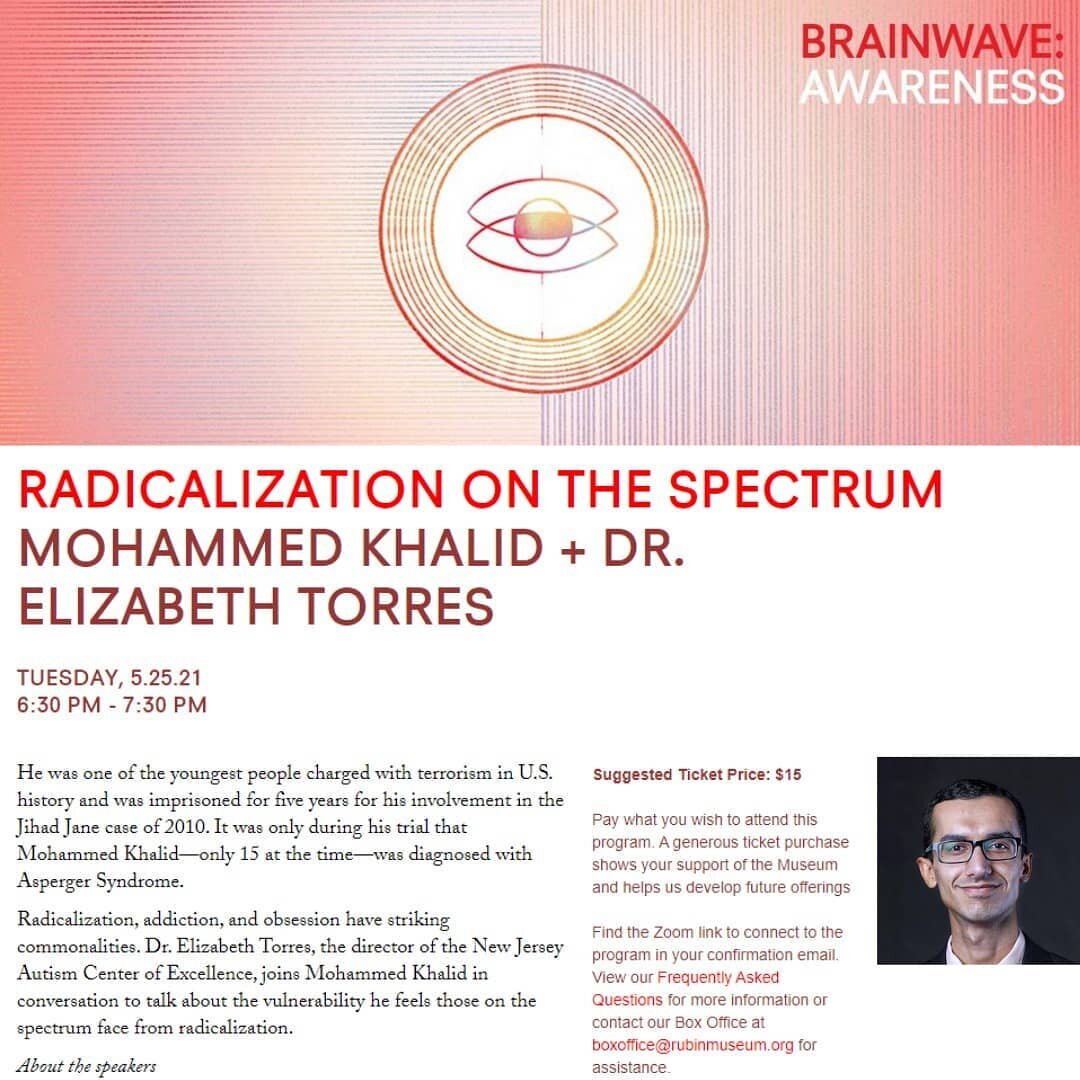 BRAINWAVE:
AWARENESS
RADICALIZATION ON THE SPECTRUM
MOHAMMED KHALID + DR.
ELIZABETH TORRES
TUESDAY, 5.25.21
6:30 PM - 7:30 PM
He was one of the youngest people charged with terrorism in U.S.
history and was imprisoned for five years for his involvement in the
Jihad Jane case of 2010. It was only during his trial that
Mohammed Khalid—only 15 at the time—was diagnosed with
Asperger Syndrome.
Radicalization, addiction, and obsession have striking
commonalities. Dr. Elizabeth Torres, the director of the New Jersey
Autism Center of Excellence, joins Mohammed Khalid in
conversation to talk about the vulnerability he feels those on the
spectrum face from radicalization.
About the speakers
Suggested Ticket Price: $15
Pay what you wish to attend this
program. A generous ticket purchase
shows your support of the Museum
and helps us develop future offerings
Find the Zoom link to connect to the
program in your confirmation email.
View our Frequently Asked
Questions for more information or
contact our Box Office at
boxoffice@rubinmuseum.org for
assistance.